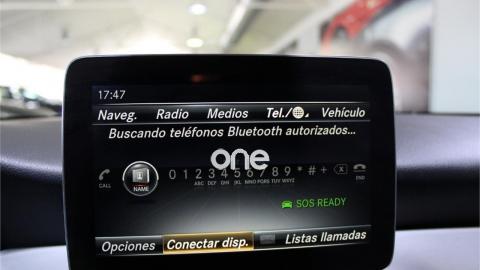 17:47
Naveg. Radio Medios Tel./ Vehículo
Buscando teléfonos Bluetooth autorizados...
one
CALL NAME 0 1 2 3 4 5 6 7 8 9 * # + END
ABC DEF GHI JKL MNO PQRS TUV WXYZ
SOS READY
Opciones Conectar disp. Listas llamadas